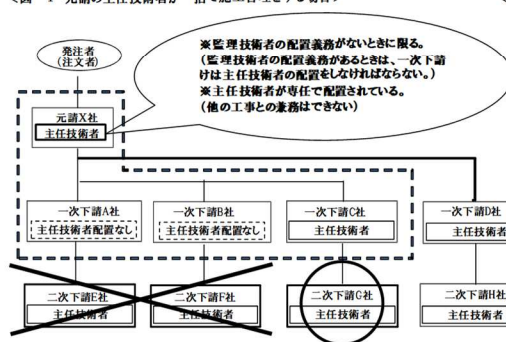 発注者
(注文者)
※監理技術者の配置義務がないときに限る。
(監理技術者の配置義務があるときは、一次下請
けは主任技術者の配置をしなければならない。)
※主任技術者が専任で配置されている。
(他の工事との兼務はできない)
元請X社
主任技術者
一次下請A社
主任技術者配置なし
一次下請B社
主任技術者配置なし
一次下請C社
主任技術者
一次下請D社
主任技術者
二次下請E社
主任技術者
二次下請F社
主任技術者
二次下請G社
主任技術者
二次下請H社
主任技術者